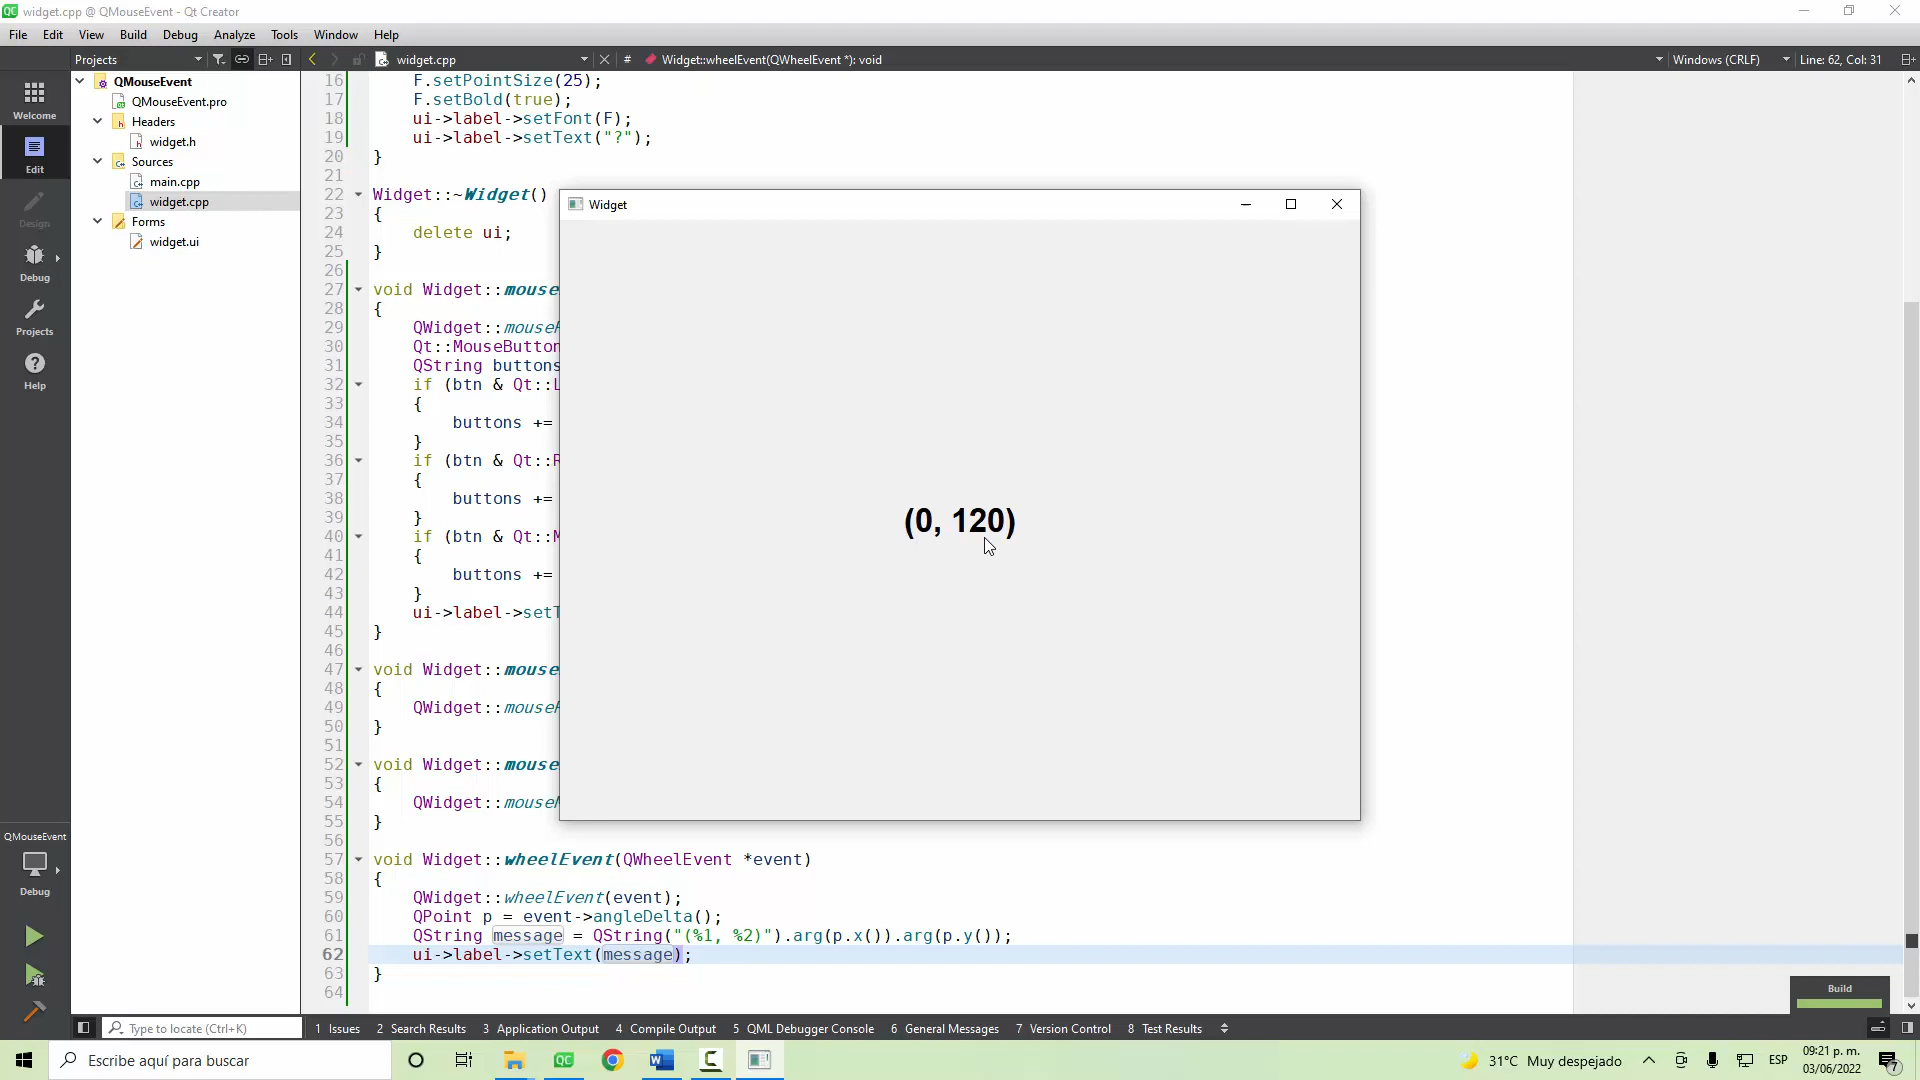 widget.cpp @ QMouseEvent - Qt Creator
File Edit View Build Debug Analyze Tools Window Help
Projects
widget.cpp
#
Widget::wheelEvent(QWheelEvent *): void
Windows (CRLF)
Line: 62, Col: 31
Welcome
Edit
Design
Debug
Projects
Help
QMouseEvent
Debug
QMouseEvent
QMouseEvent.pro
Headers
widget.h
Sources
main.cpp
widget.cpp
Forms
widget.ui
16 F.setPointSize(25);
17 F.setBold(true);
18 ui->label->setFont(F);
19 ui->label->setText("?");
20 }
21
22 Widget::~Widget()
23 {
24 delete ui;
25 }
26
27 void Widget::mouse
28 {
29 QWidget::mouse
30 Qt::MouseButton
31 QString buttons
32 if (btn & Qt::L
33 {
34 buttons +=
35 }
36 if (btn & Qt::R
37 {
38 buttons +=
39 }
40 if (btn & Qt::M
41 {
42 buttons +=
43 }
44 ui->label->setT
45 }
46
47 void Widget::mouse
48 {
49 QWidget::mouse
50 }
51
52 void Widget::mouse
53 {
54 QWidget::mouse
55 }
56
57 void Widget::wheelEvent(QWheelEvent *event)
58 {
59 QWidget::wheelEvent(event);
60 QPoint p = event->angleDelta();
61 QString message = QString("(%1, %2)").arg(p.x()).arg(p.y());
62 ui->label->setText(message);
63 }
64
Widget
(0, 120)
Build
Type to locate (Ctrl+K)
1 Issues 2 Search Results 3 Application Output 4 Compile Output 5 QML Debugger Console 6 General Messages 7 Version Control 8 Test Results
Escribe aquí para buscar
31°C Muy despejado
ESP
09:21 p. m.
03/06/2022
7